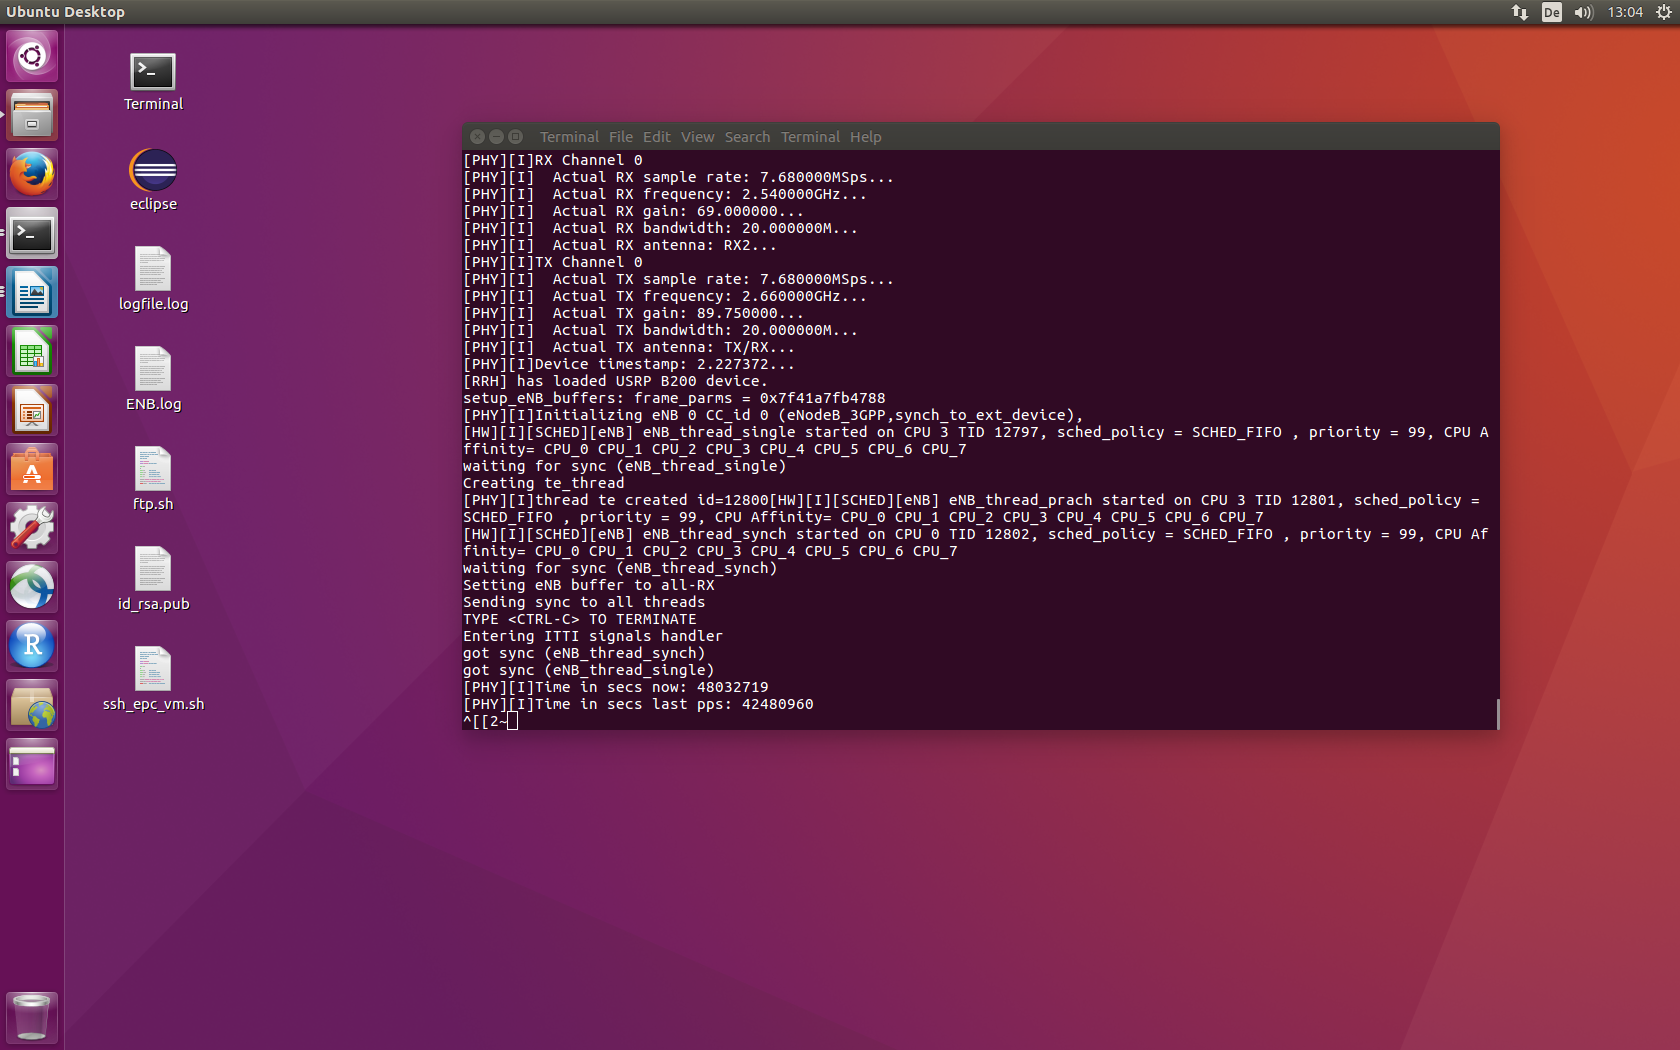 Ubuntu Desktop
De
13:04
Terminal
eclipse
logfile.log
ENB.log
ftp.sh
id_rsa.pub
ssh_epc_vm.sh
R
Terminal File Edit View Search Terminal Help
[PHY][I]RX Channel 0
[PHY][I]  Actual RX sample rate: 7.680000MSps...
[PHY][I]  Actual RX frequency: 2.540000GHz...
[PHY][I]  Actual RX gain: 69.000000...
[PHY][I]  Actual RX bandwidth: 20.000000M...
[PHY][I]  Actual RX antenna: RX2...
[PHY][I]TX Channel 0
[PHY][I]  Actual TX sample rate: 7.680000MSps...
[PHY][I]  Actual TX frequency: 2.660000GHz...
[PHY][I]  Actual TX gain: 89.750000...
[PHY][I]  Actual TX bandwidth: 20.000000M...
[PHY][I]  Actual TX antenna: TX/RX...
[PHY][I]Device timestamp: 2.227372...
[RRH] has loaded USRP B200 device.
setup_eNB_buffers: frame_parms = 0x7f41a7fb4788
[PHY][I]Initializing eNB 0 CC_id 0 (eNodeB_3GPP,synch_to_ext_device),
[HW][I][SCHED][eNB] eNB_thread_single started on CPU 3 TID 12797, sched_policy = SCHED_FIFO , priority = 99, CPU A
ffinity= CPU_0 CPU_1 CPU_2 CPU_3 CPU_4 CPU_5 CPU_6 CPU_7
waiting for sync (eNB_thread_single)
Creating te_thread
[PHY][I]thread te created id=12800[HW][I][SCHED][eNB] eNB_thread_prach started on CPU 3 TID 12801, sched_policy =
SCHED_FIFO , priority = 99, CPU Affinity= CPU_0 CPU_1 CPU_2 CPU_3 CPU_4 CPU_5 CPU_6 CPU_7
[HW][I][SCHED][eNB] eNB_thread_synch started on CPU 0 TID 12802, sched_policy = SCHED_FIFO , priority = 99, CPU Af
finity= CPU_0 CPU_1 CPU_2 CPU_3 CPU_4 CPU_5 CPU_6 CPU_7
waiting for sync (eNB_thread_synch)
Setting eNB buffer to all-RX
Sending sync to all threads
TYPE <CTRL-C> TO TERMINATE
Entering ITTI signals handler
got sync (eNB_thread_synch)
got sync (eNB_thread_single)
[PHY][I]Time in secs now: 48032719
[PHY][I]Time in secs last pps: 42480960
^[[2~